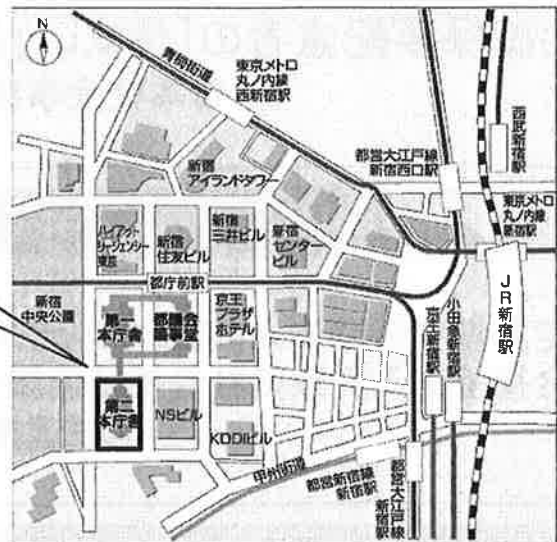 N
青梅街道
東京メトロ
丸ノ内線
西新宿駅
西武新宿駅
都営大江戸線
新宿西口駅
新宿
アイランドタワー
東京メトロ
丸ノ内線
新宿駅
ハイアット
リージェンシー
東京
新宿
住友ビル
新宿
三井ビル
新宿
センター
ビル
都庁前駅
JR新宿駅
新宿
中央公園
第一
本庁舎
都議会
議事堂
京王
プラザ
ホテル
小田急新宿駅
京王新宿駅
第二
本庁舎
NSビル
KDDIビル
甲州街道
都営新宿線
新宿駅
都営大江戸線
新宿駅